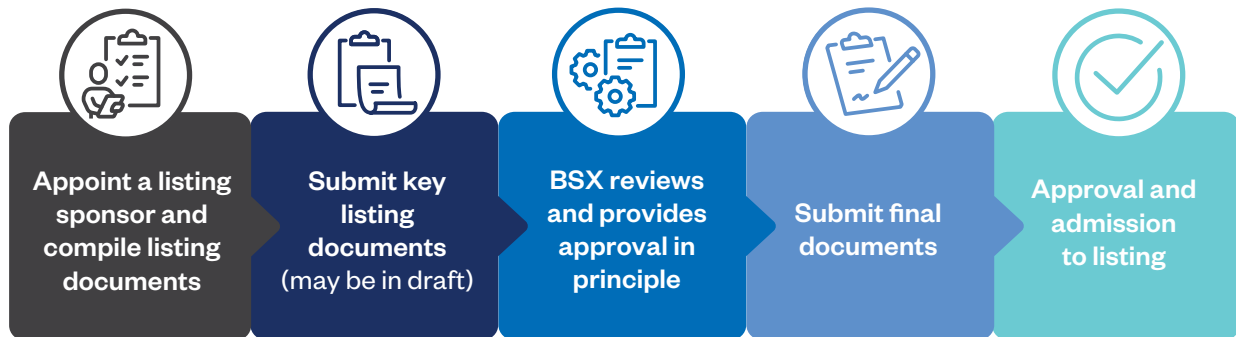 Appoint a listing
sponsor and
compile listing
documents
Submit key
listing
documents
(may be in draft)
BSX reviews
and provides
approval in
principle
Submit final
documents
Approval and
admission
to listing